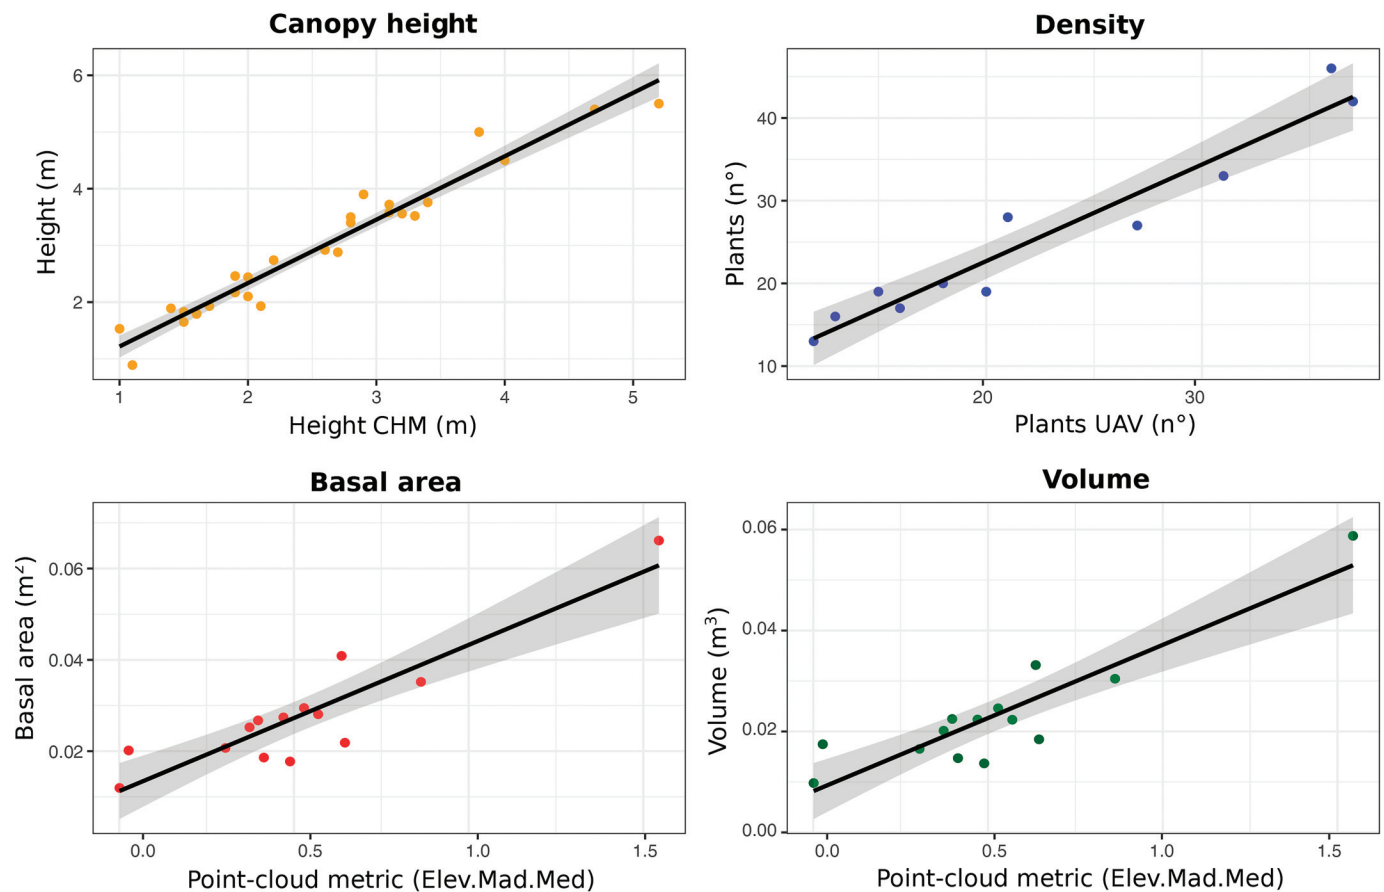 Canopy height
Density
6
4
2
Height (m)
1
2
3
4
5
Height CHM (m)
40
30
20
10
Plants (n°)
20
30
Plants UAV (n°)
Basal area
Volume
0.06
0.04
0.02
Basal area (m²)
0.0
0.5
1.0
1.5
Point-cloud metric (Elev.Mad.Med)
0.06
0.04
0.02
0.00
Volume (m³)
0.0
0.5
1.0
1.5
Point-cloud metric (Elev.Mad.Med)